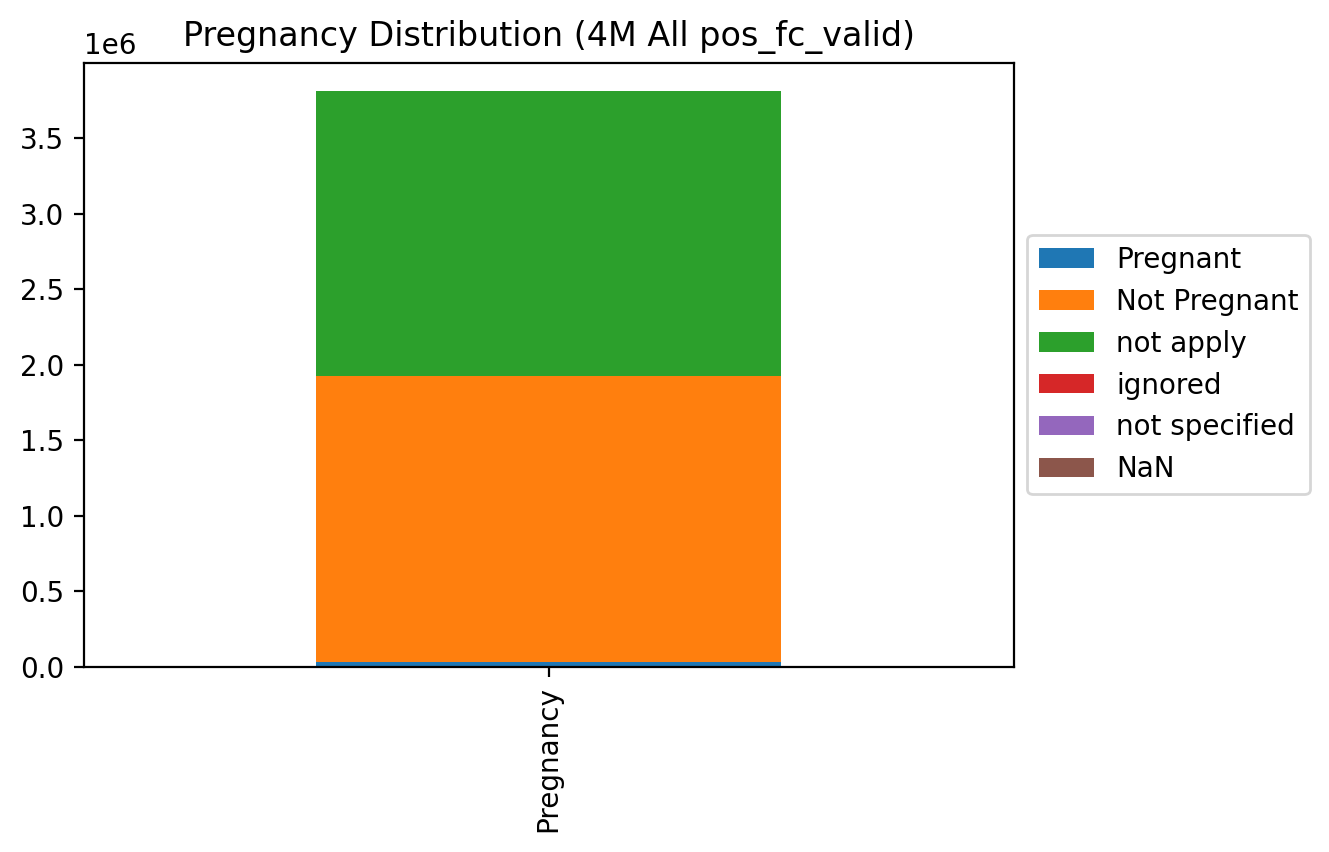 Pregnancy Distribution (4M All pos_fc_valid)
1e6
3.5
3.0
2.5
2.0
1.5
1.0
0.5
0.0
Pregnancy
Pregnant
Not Pregnant
not apply
ignored
not specified
NaN